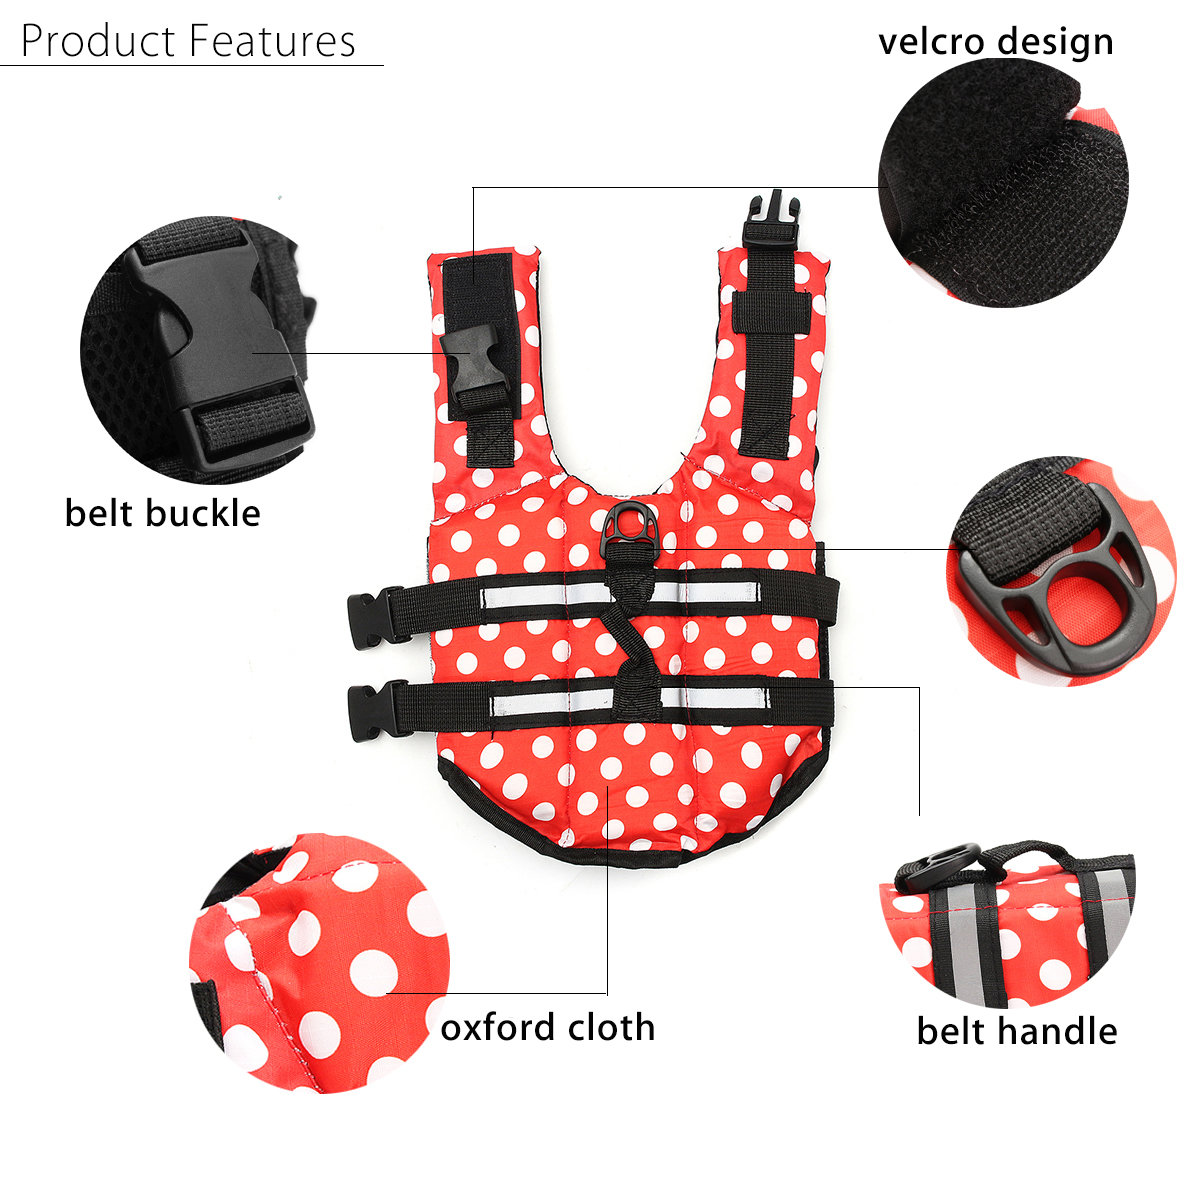 Product Features
velcro design
belt buckle
oxford cloth
belt handle